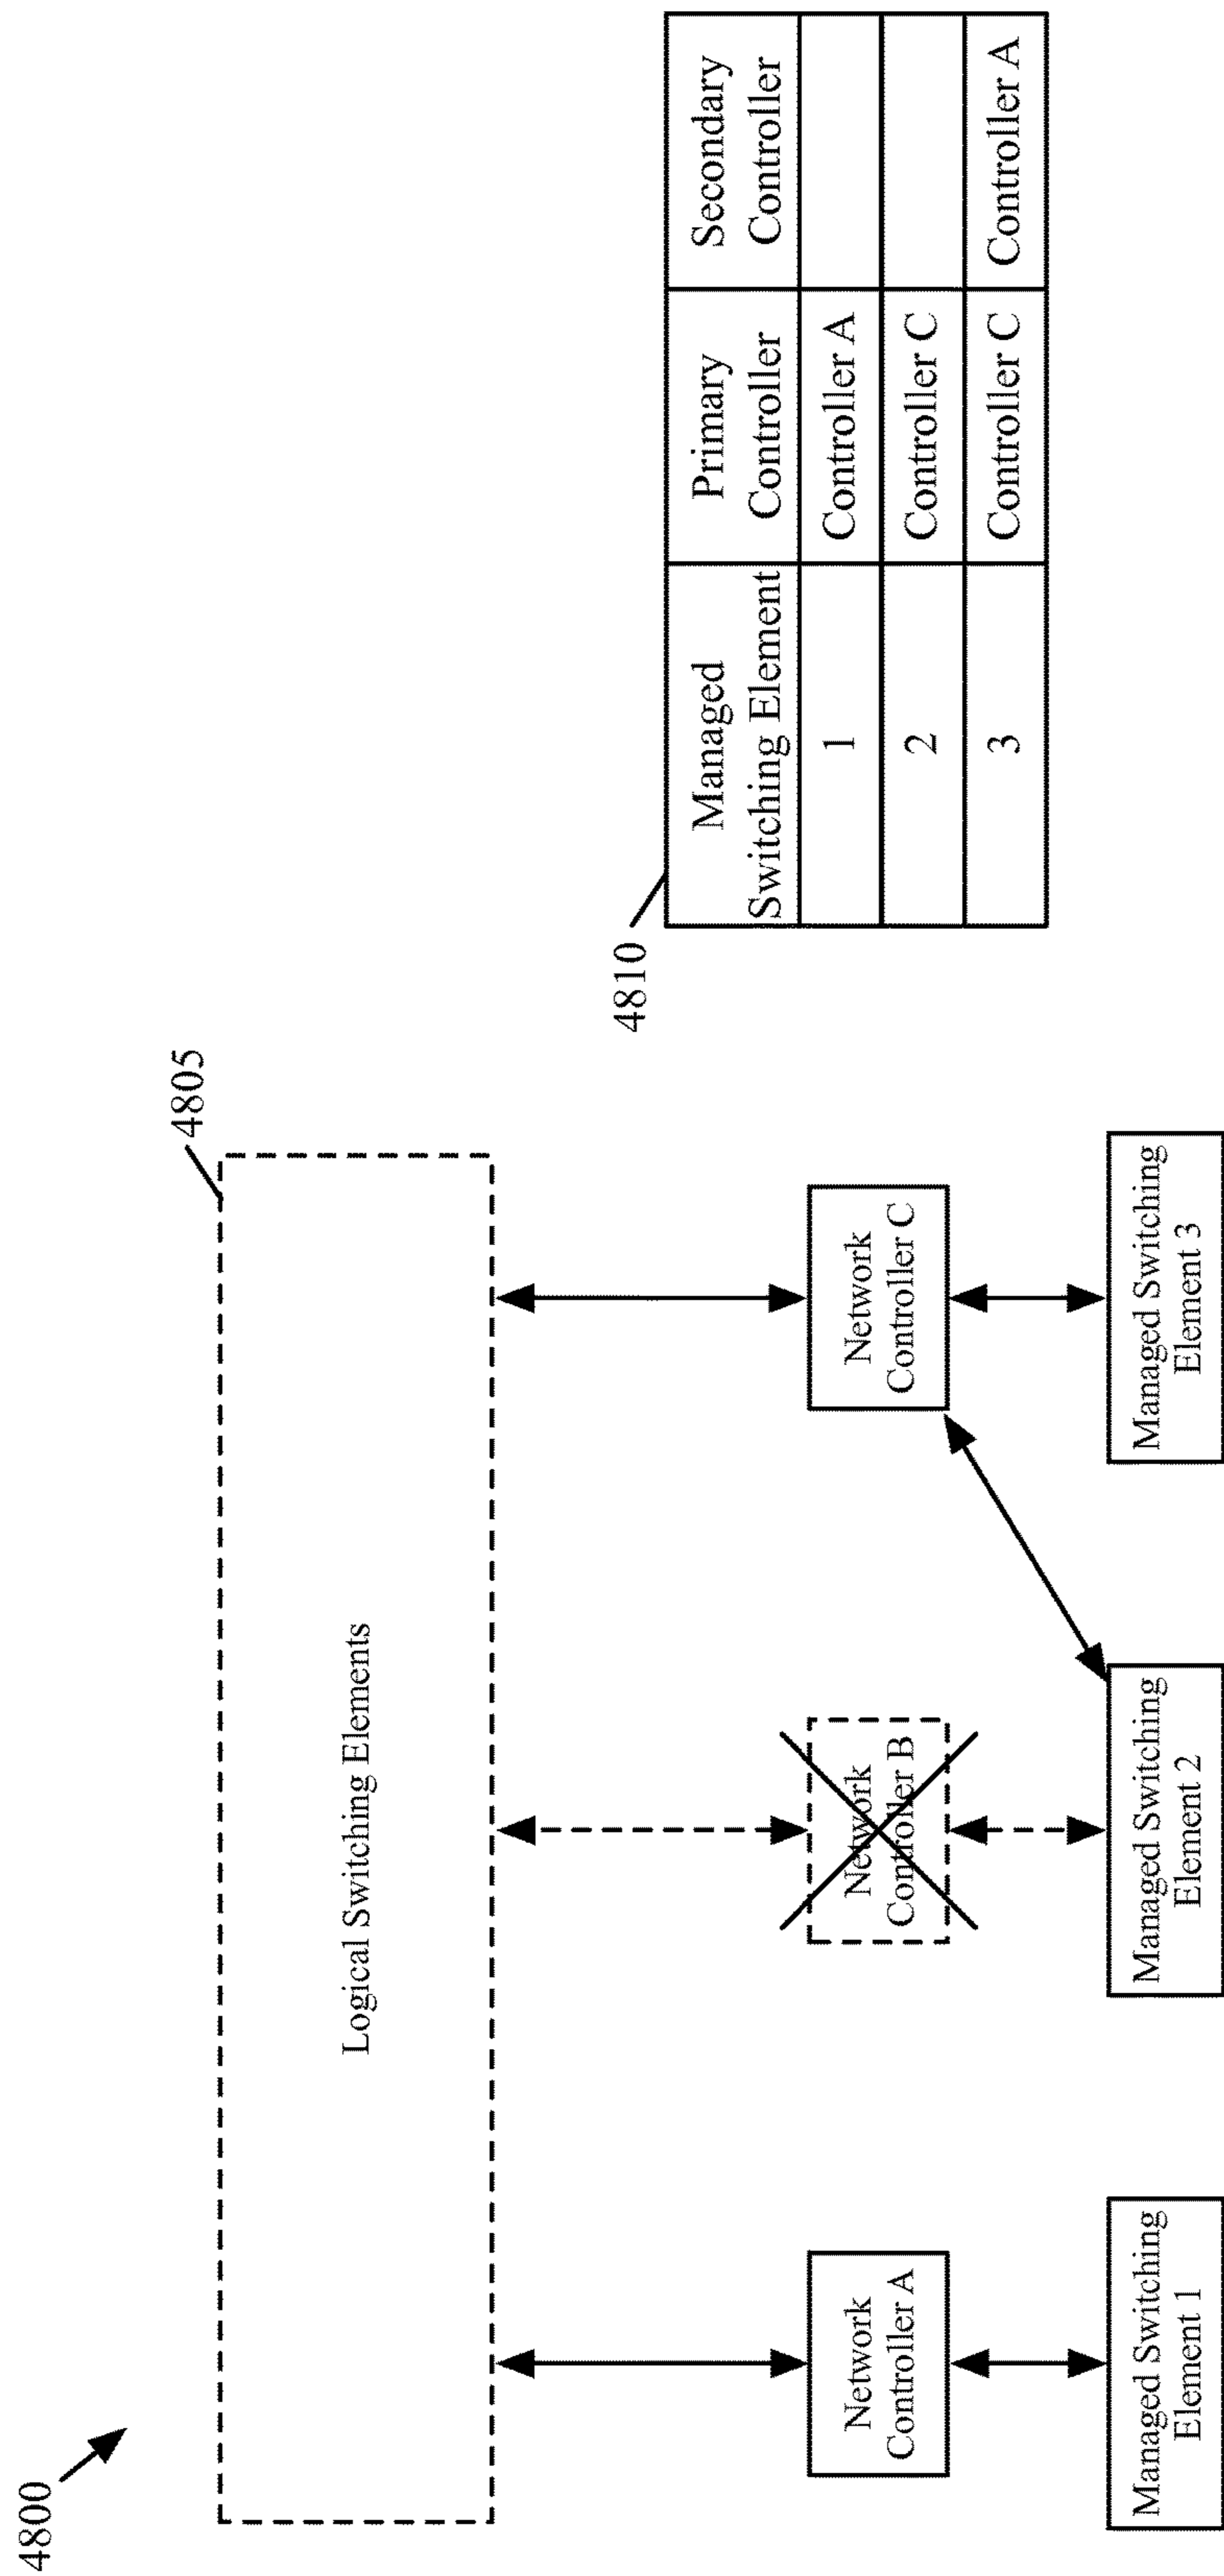 4800
4805
Logical Switching Elements
Network
Controller A
Network
Controller B
Network
Controller C
Managed Switching
Element 1
Managed Switching
Element 2
Managed Switching
Element 3
4810
Managed
Switching Element
Primary
Controller
Secondary
Controller
1
Controller A
2
Controller C
3
Controller C
Controller A